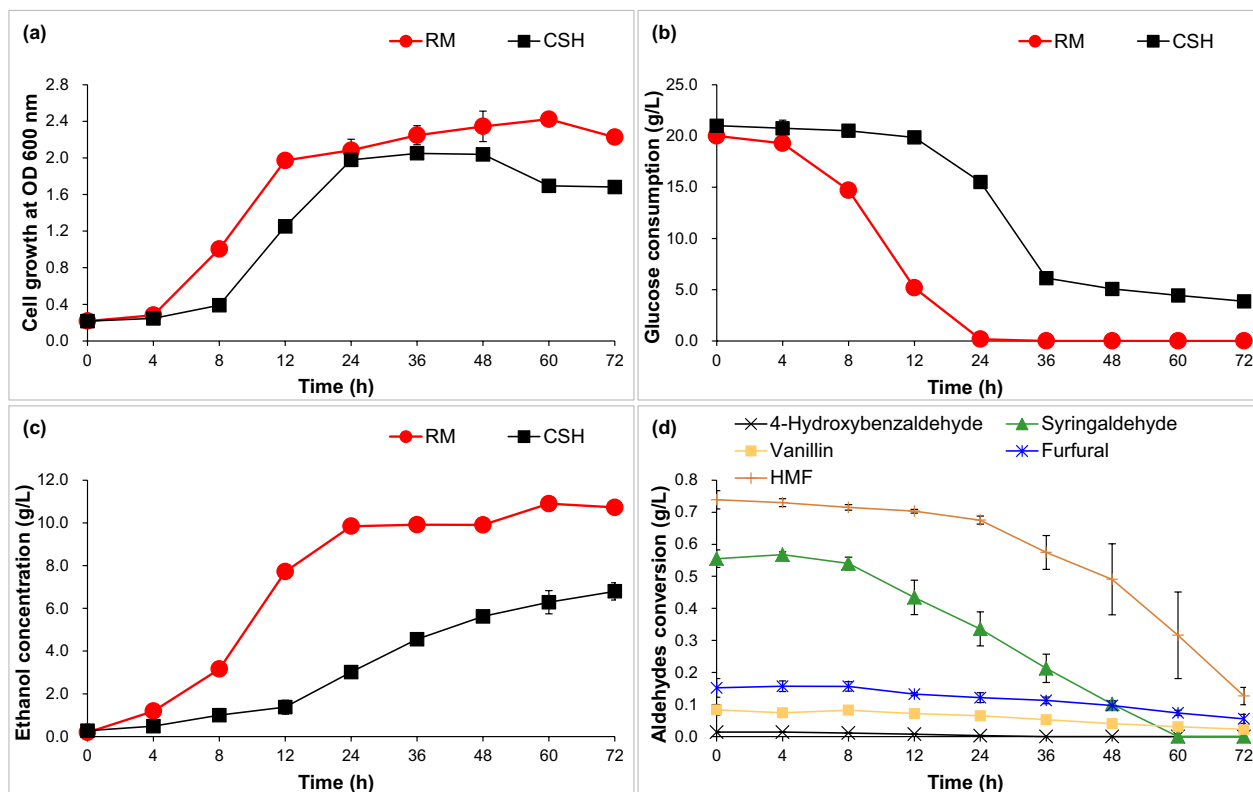 (a)
RM
CSH
Cell growth at OD 600 nm
2.8
2.4
2.0
1.6
1.2
0.8
0.4
0.0
0 4 8 12 24 36 48 60 72
Time (h)
(b)
RM
CSH
Glucose consumption (g/L)
25.0
20.0
15.0
10.0
5.0
0.0
0 4 8 12 24 36 48 60 72
Time (h)
(c)
RM
CSH
Ethanol concentration (g/L)
12.0
10.0
8.0
6.0
4.0
2.0
0.0
0 4 8 12 24 36 48 60 72
Time (h)
(d)
4-Hydroxybenzaldehyde
Syringaldehyde
Vanillin
Furfural
HMF
Aldehydes conversion (g/L)
0.8
0.7
0.6
0.5
0.4
0.3
0.2
0.1
0.0
0 4 8 12 24 36 48 60 72
Time (h)